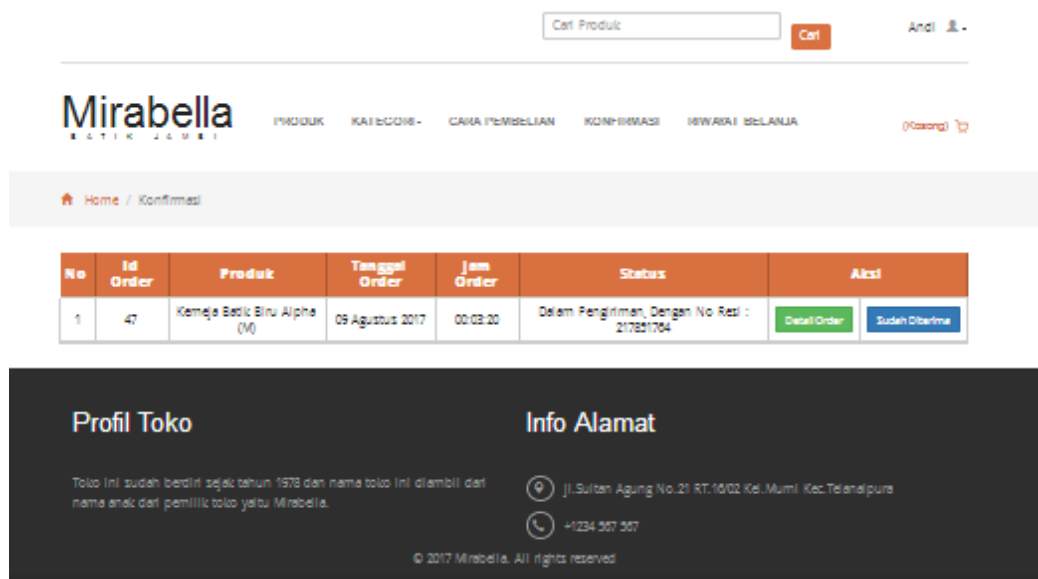 Cari Produk
Cari
Andi
Mirabella
BATIK JAMBI
PRODUK KATEGORI CARA PEMBELIAN KONFIRMASI RIWAYAT BELANJA
(Kosong)
Home / Konfirmasi
No Id Order Produk Tanggal Order Jam Order Status Aksi
1 47 Kemeja Batik Biru Alpha (M) 09 Agustus 2017 00:03:20 Dalam Pengiriman, Dengan No Resi : 217851764 Detail Order Sudah Diterima
Profil Toko
Toko ini sudah berdiri sejak tahun 1978 dan nama toko ini diambil dari
nama anak dari pemilik toko yaitu Mirabella.
Info Alamat
Jl.Sultan Agung No.21 RT.16/02 Kel.Murni Kec.Telanaipura
+1234 567 567
© 2017 Mirabella. All rights reserved